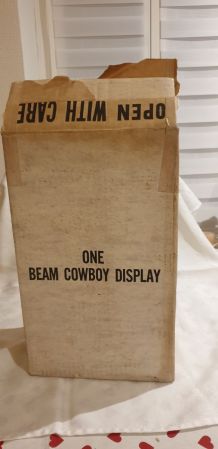 OPEN WITH CARE
ONE
BEAM COWBOY DISPLAY